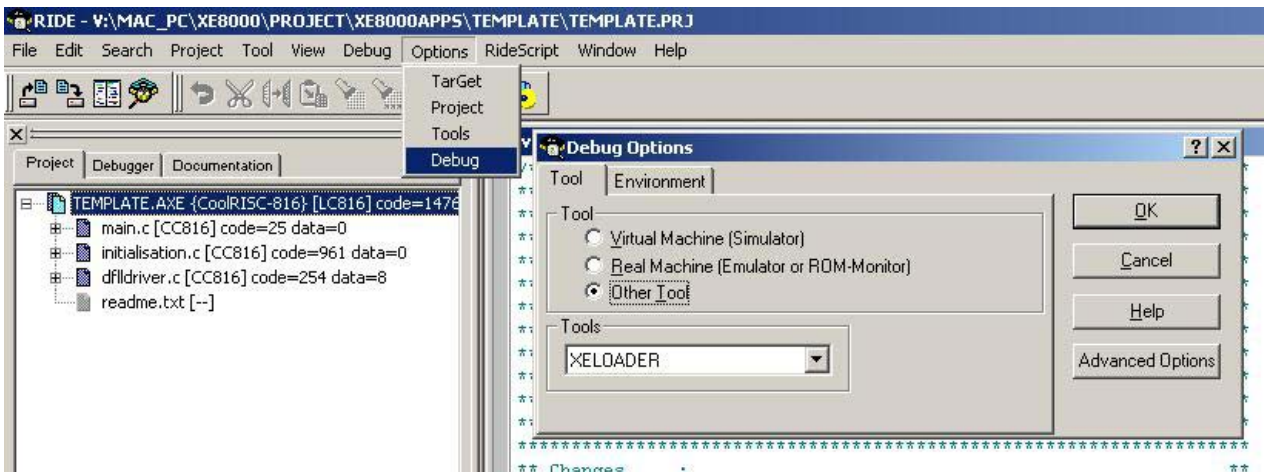 RIDE - V:\MAC_PC\XE8000\PROJECT\XE8000APPS\TEMPLATE\TEMPLATE.PRJ
File Edit Search Project Tool View Debug Options RideScript Window Help
TarGet
Project
Tools
Debug
Project Debugger Documentation
TEMPLATE.AXE {CoolRISC-816} [LC816] code=1476
main.c [CC816] code=25 data=0
initialisation.c [CC816] code=961 data=0
dflldriver.c [CC816] code=254 data=8
readme.txt [--]
Debug Options
Tool Environment
Tool
Virtual Machine (Simulator)
Real Machine (Emulator or ROM-Monitor)
Other Tool
Tools
XELOADER
OK
Cancel
Help
Advanced Options
** Changes : **